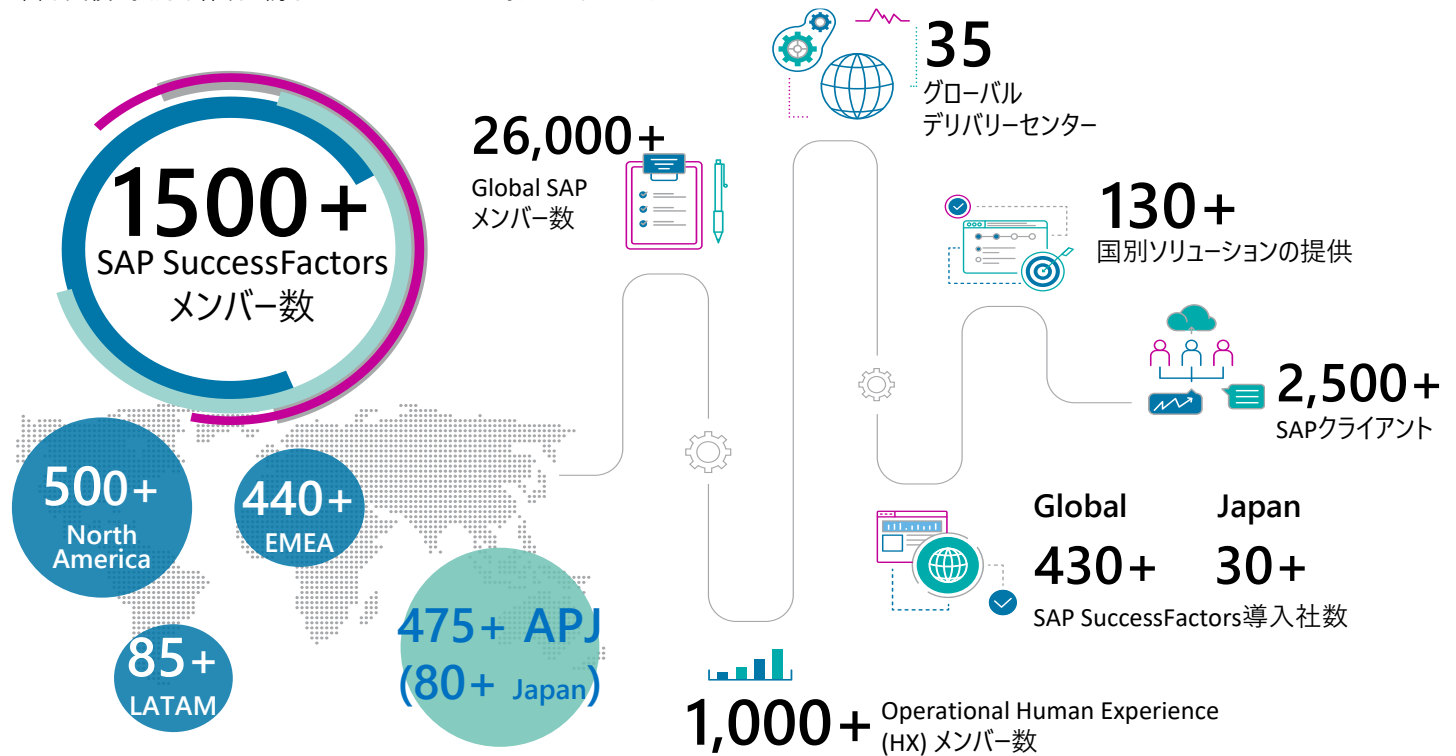 1500+
SAP SuccessFactors
メンバー数
26,000+
Global SAP
メンバー数
35
グローバル
デリバリーセンター
130+
国別ソリューションの提供
2,500+
SAPクライアント
500+
North
America
440+
EMEA
85+
LATAM
475+ APJ
(80+ Japan)
Global Japan
430+ 30+
SAP SuccessFactors導入社数
1,000+ Operational Human Experience
(HX) メンバー数